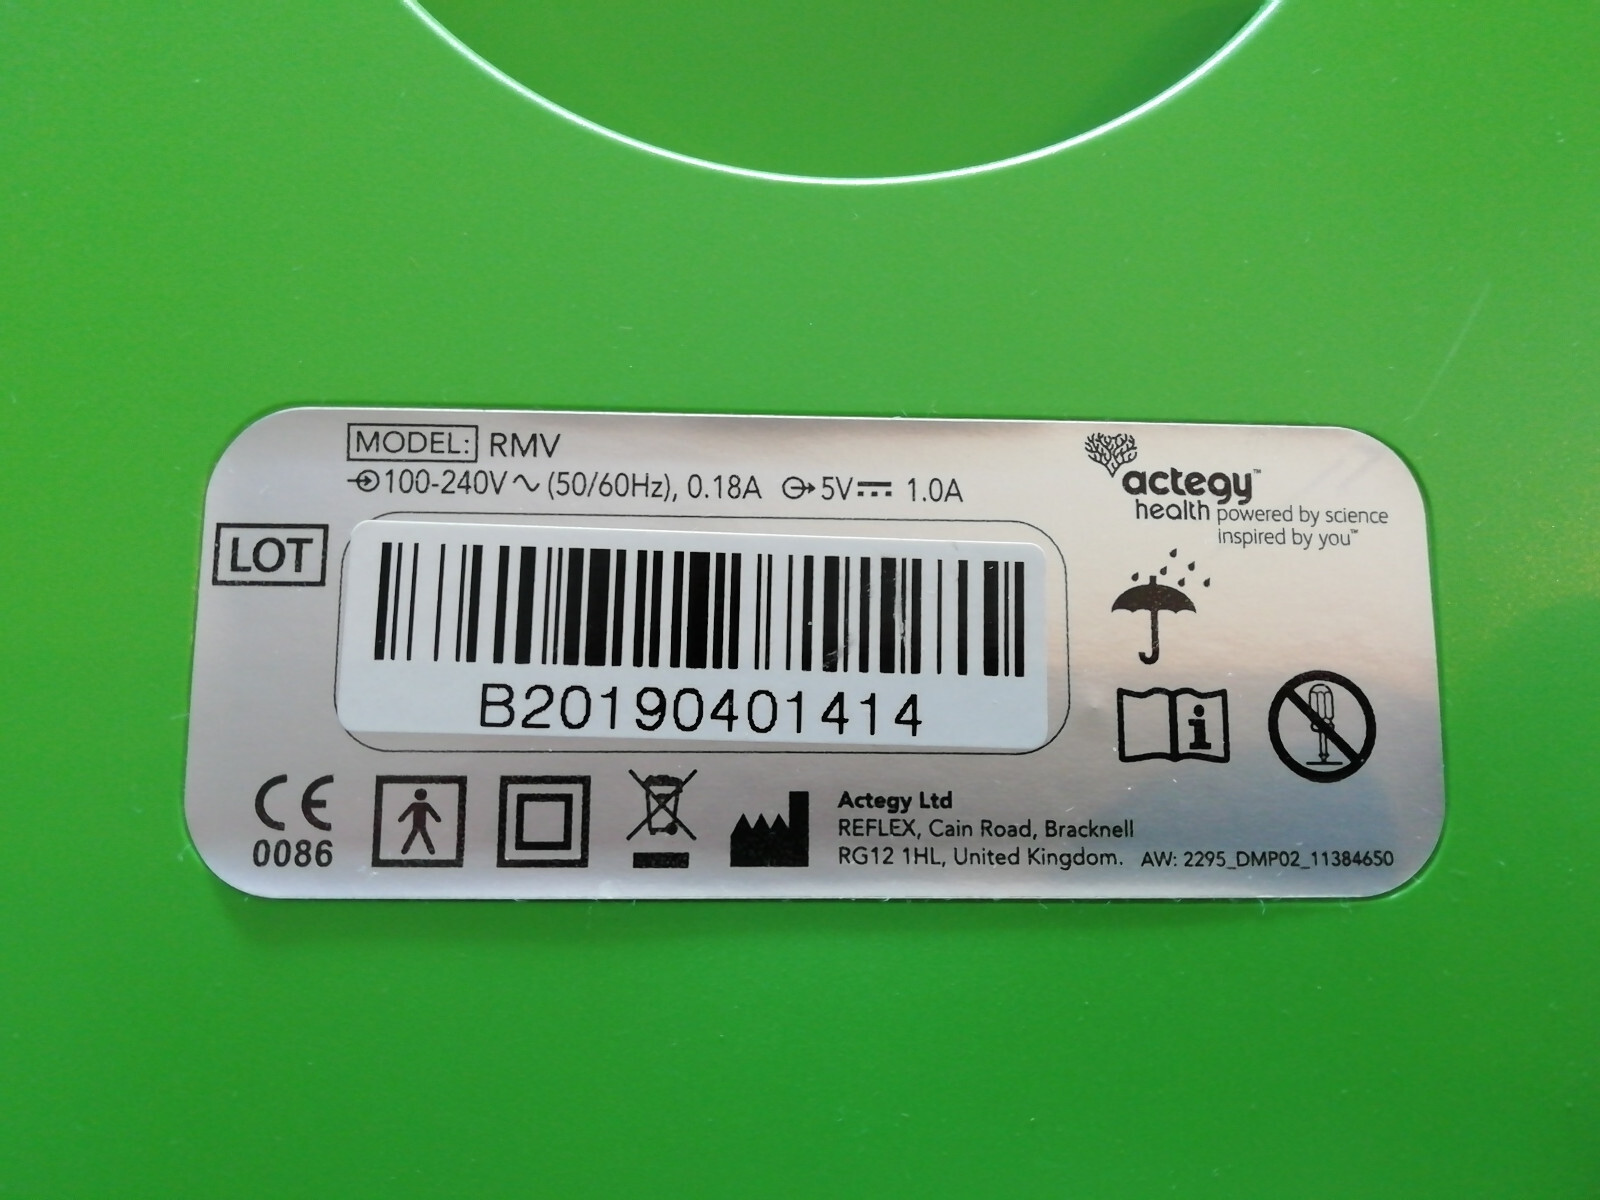 MODEL: RMV
100-240V ~ (50/60Hz), 0.18A 5V⎓ 1.0A
actegy™
health powered by science
inspired by you™
LOT
B20190401414
CE
0086
Actegy Ltd
REFLEX, Cain Road, Bracknell
RG12 1HL, United Kingdom. AW: 2295_DMP02_11384650